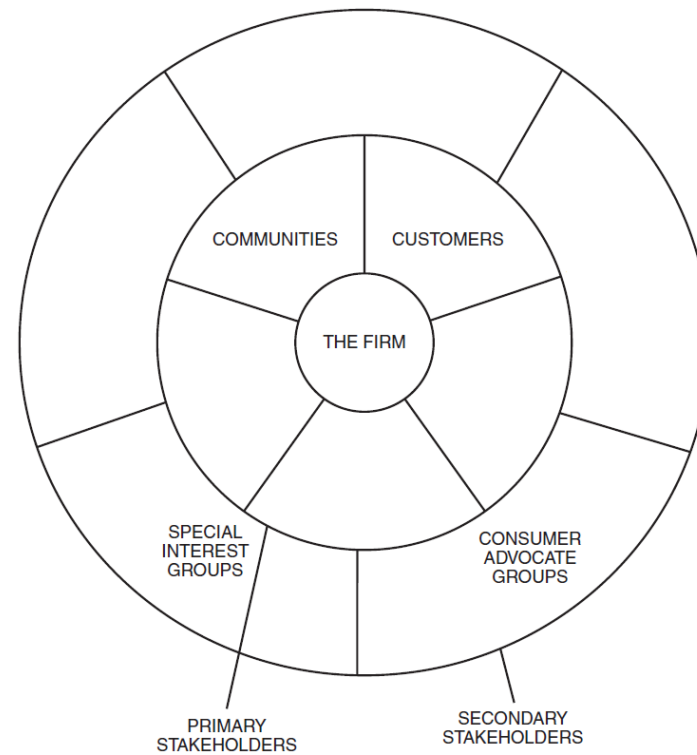 COMMUNITIES
CUSTOMERS
THE FIRM
SPECIAL
INTEREST
GROUPS
CONSUMER
ADVOCATE
GROUPS
PRIMARY
STAKEHOLDERS
SECONDARY
STAKEHOLDERS